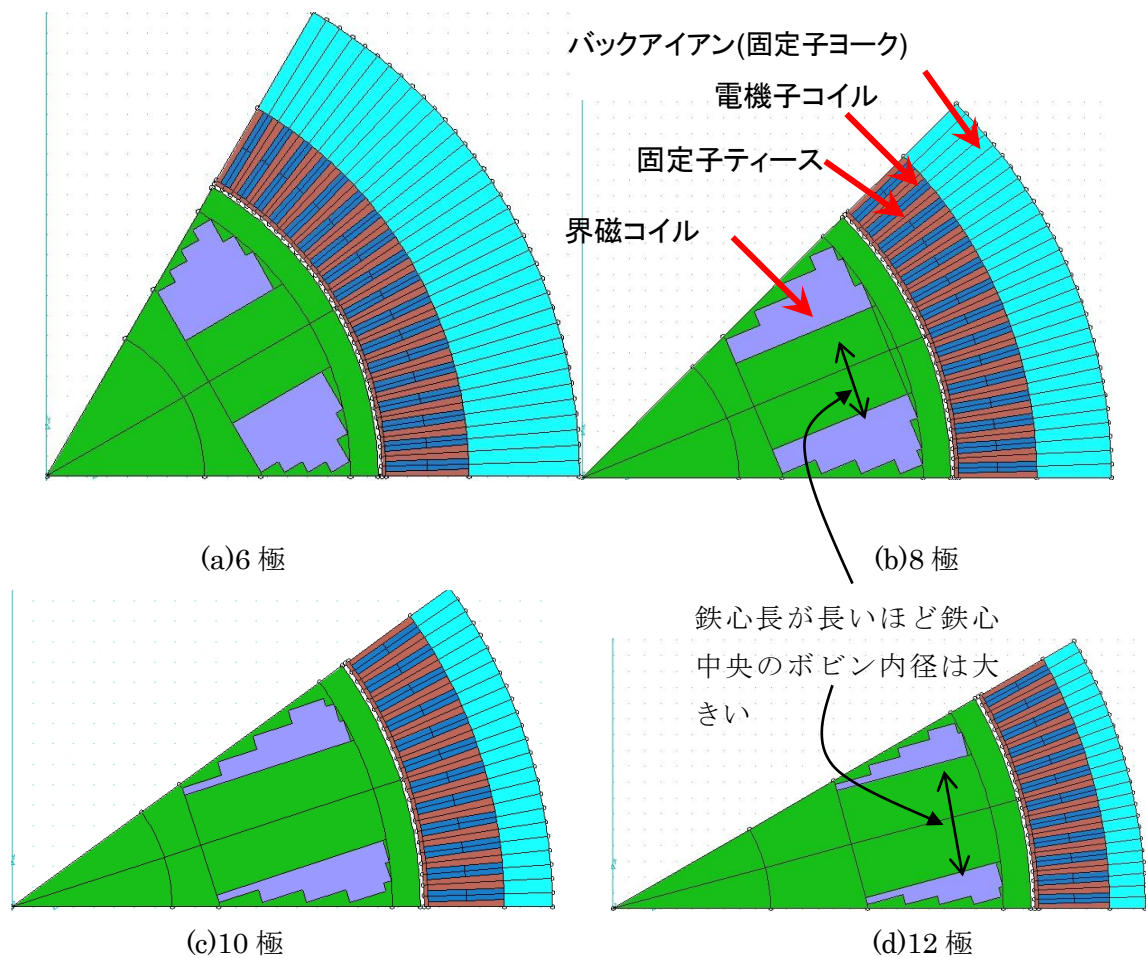 バックアイアン(固定子ヨーク)
電機子コイル
固定子ティース
界磁コイル
(a)6 極
(b)8 極
鉄心長が長いほど鉄心
中央のボビン内径は大
きい
(c)10 極
(d)12 極